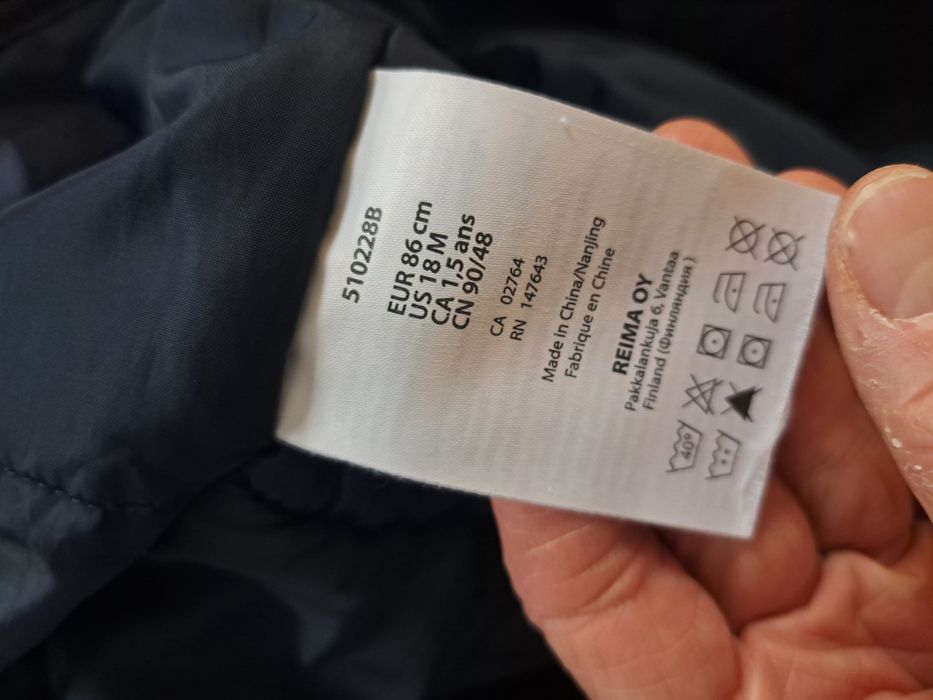 510228B
EUR 86 cm
US 18 M
CA 1,5 ans
CN 90/48
CA 02764
RN 147643
Made in China/Nanjing
Fabrique en Chine
REIMA OY
Pakkalankuja 6, Vantaa
Finland (Финляндия)
40°